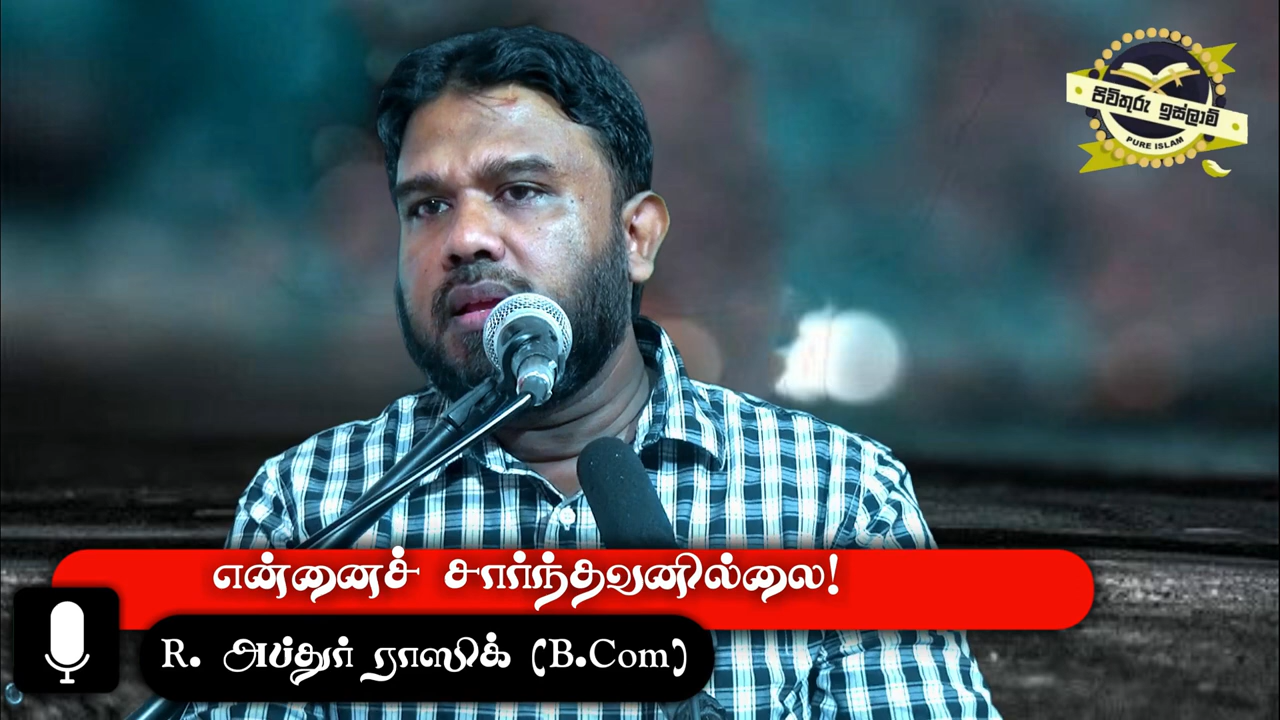 පිවිතුරු ඉස්ලාම්
PURE ISLAM
என்னைச் சார்ந்தவனில்லை!
R. அப்துர் ராஸிக் (B.Com)